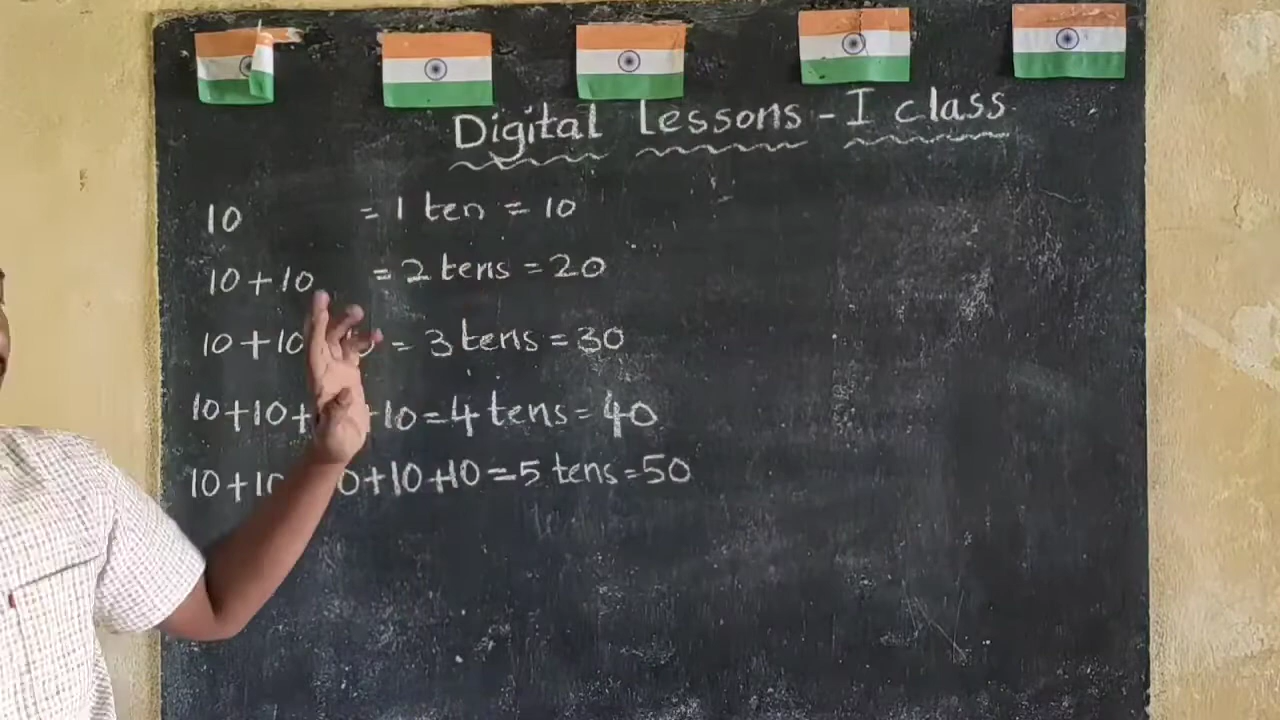 Digital Lessons - I class
10 = 1 ten = 10
10 + 10 = 2 tens = 20
10 + 10 = 3 tens = 30
10+10+ +10 = 4 tens = 40
10+10 +10+10 = 5 tens = 50